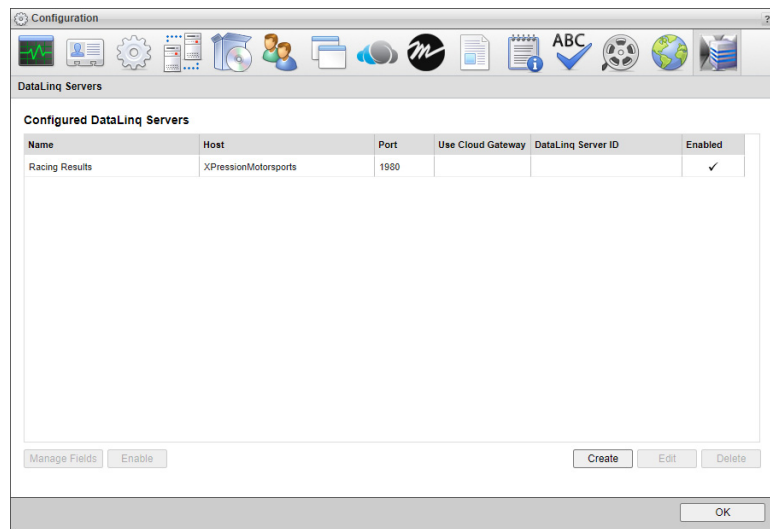 Configuration
?
ABC
DataLinq Servers
Configured DataLinq Servers
Name Host Port Use Cloud Gateway DataLinq Server ID Enabled
Racing Results XPressionMotorsports 1980 ✓
Manage Fields Enable Create Edit Delete
OK